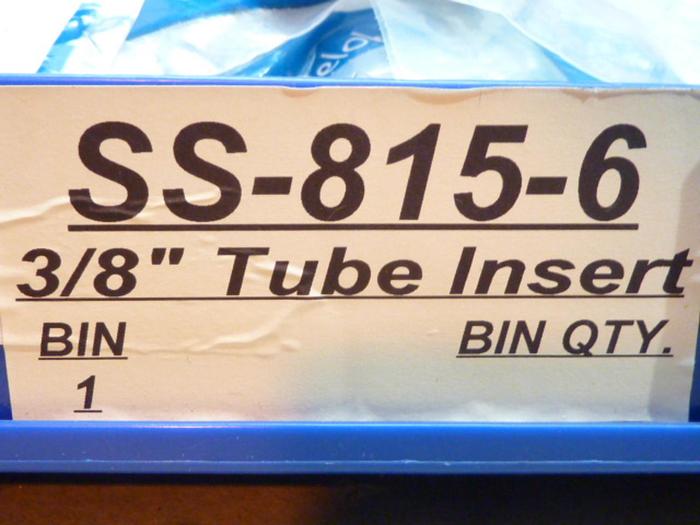 SS-815-6
3/8" Tube Insert
BIN BIN QTY.
1